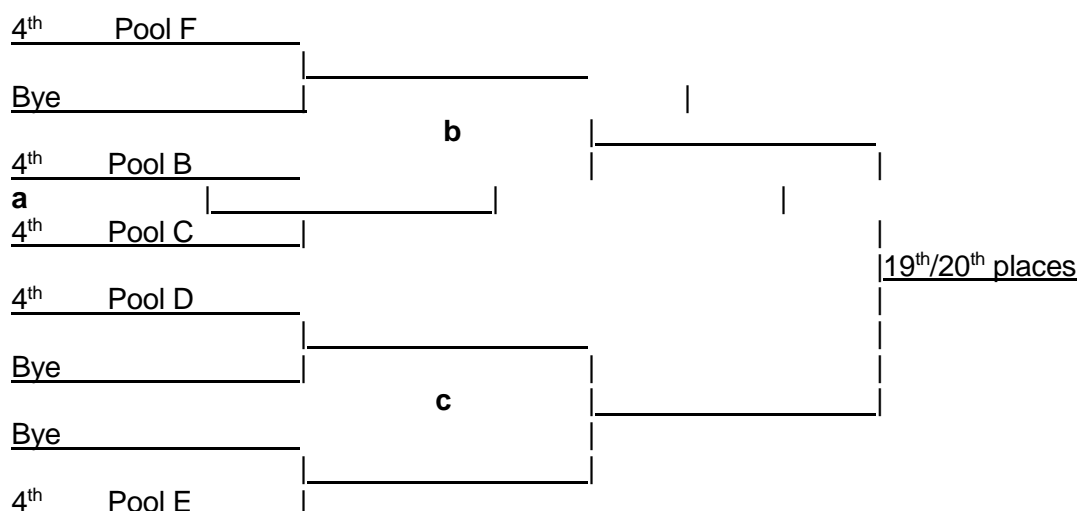 4th Pool F
Bye
b
4th Pool B
a
4th Pool C
19th/20th places
4th Pool D
Bye
c
Bye
4th Pool E